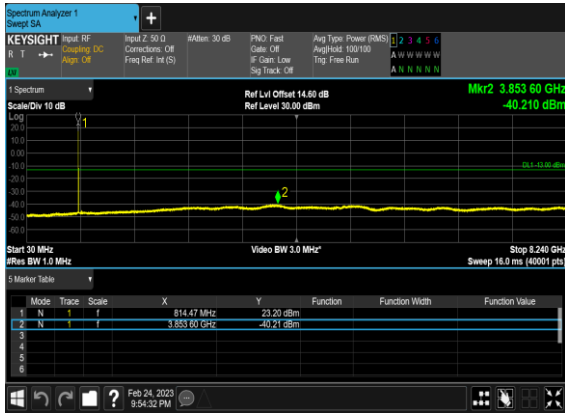 Spectrum Analyzer 1
Swept SA
+
KEYSIGHT Input: RF Input Z: 50 Ω #Atten: 30 dB PNO: Fast Avg Type: Power (RMS) 1 2 3 4 5 6
R T Coupling: DC Corrections: Off Gate: Off Avg|Hold: 100/100 A W W W W W
Align: Off Freq Ref: Int (S) IF Gain: Low Trig: Free Run
LXI Sig Track: Off A N N N N N
1 Spectrum Ref Lvl Offset 14.60 dB Mkr2 3.853 60 GHz
Scale/Div 10 dB Ref Level 30.00 dBm -40.210 dBm
Log
20.0
10.0
0.00
-10.0
-20.0
-30.0
-40.0
-50.0
-60.0
1
DL1 -13.00 dBm
2
Start 30 MHz Video BW 3.0 MHz* Stop 8.240 GHz
#Res BW 1.0 MHz Sweep 16.0 ms (40001 pts)
5 Marker Table
Mode Trace Scale X Y Function Function Width Function Value
1 N 1 f 814.47 MHz 23.20 dBm
2 N 1 f 3.853 60 GHz -40.21 dBm
3
4
5
6
? Feb 24, 2023
9:54:32 PM